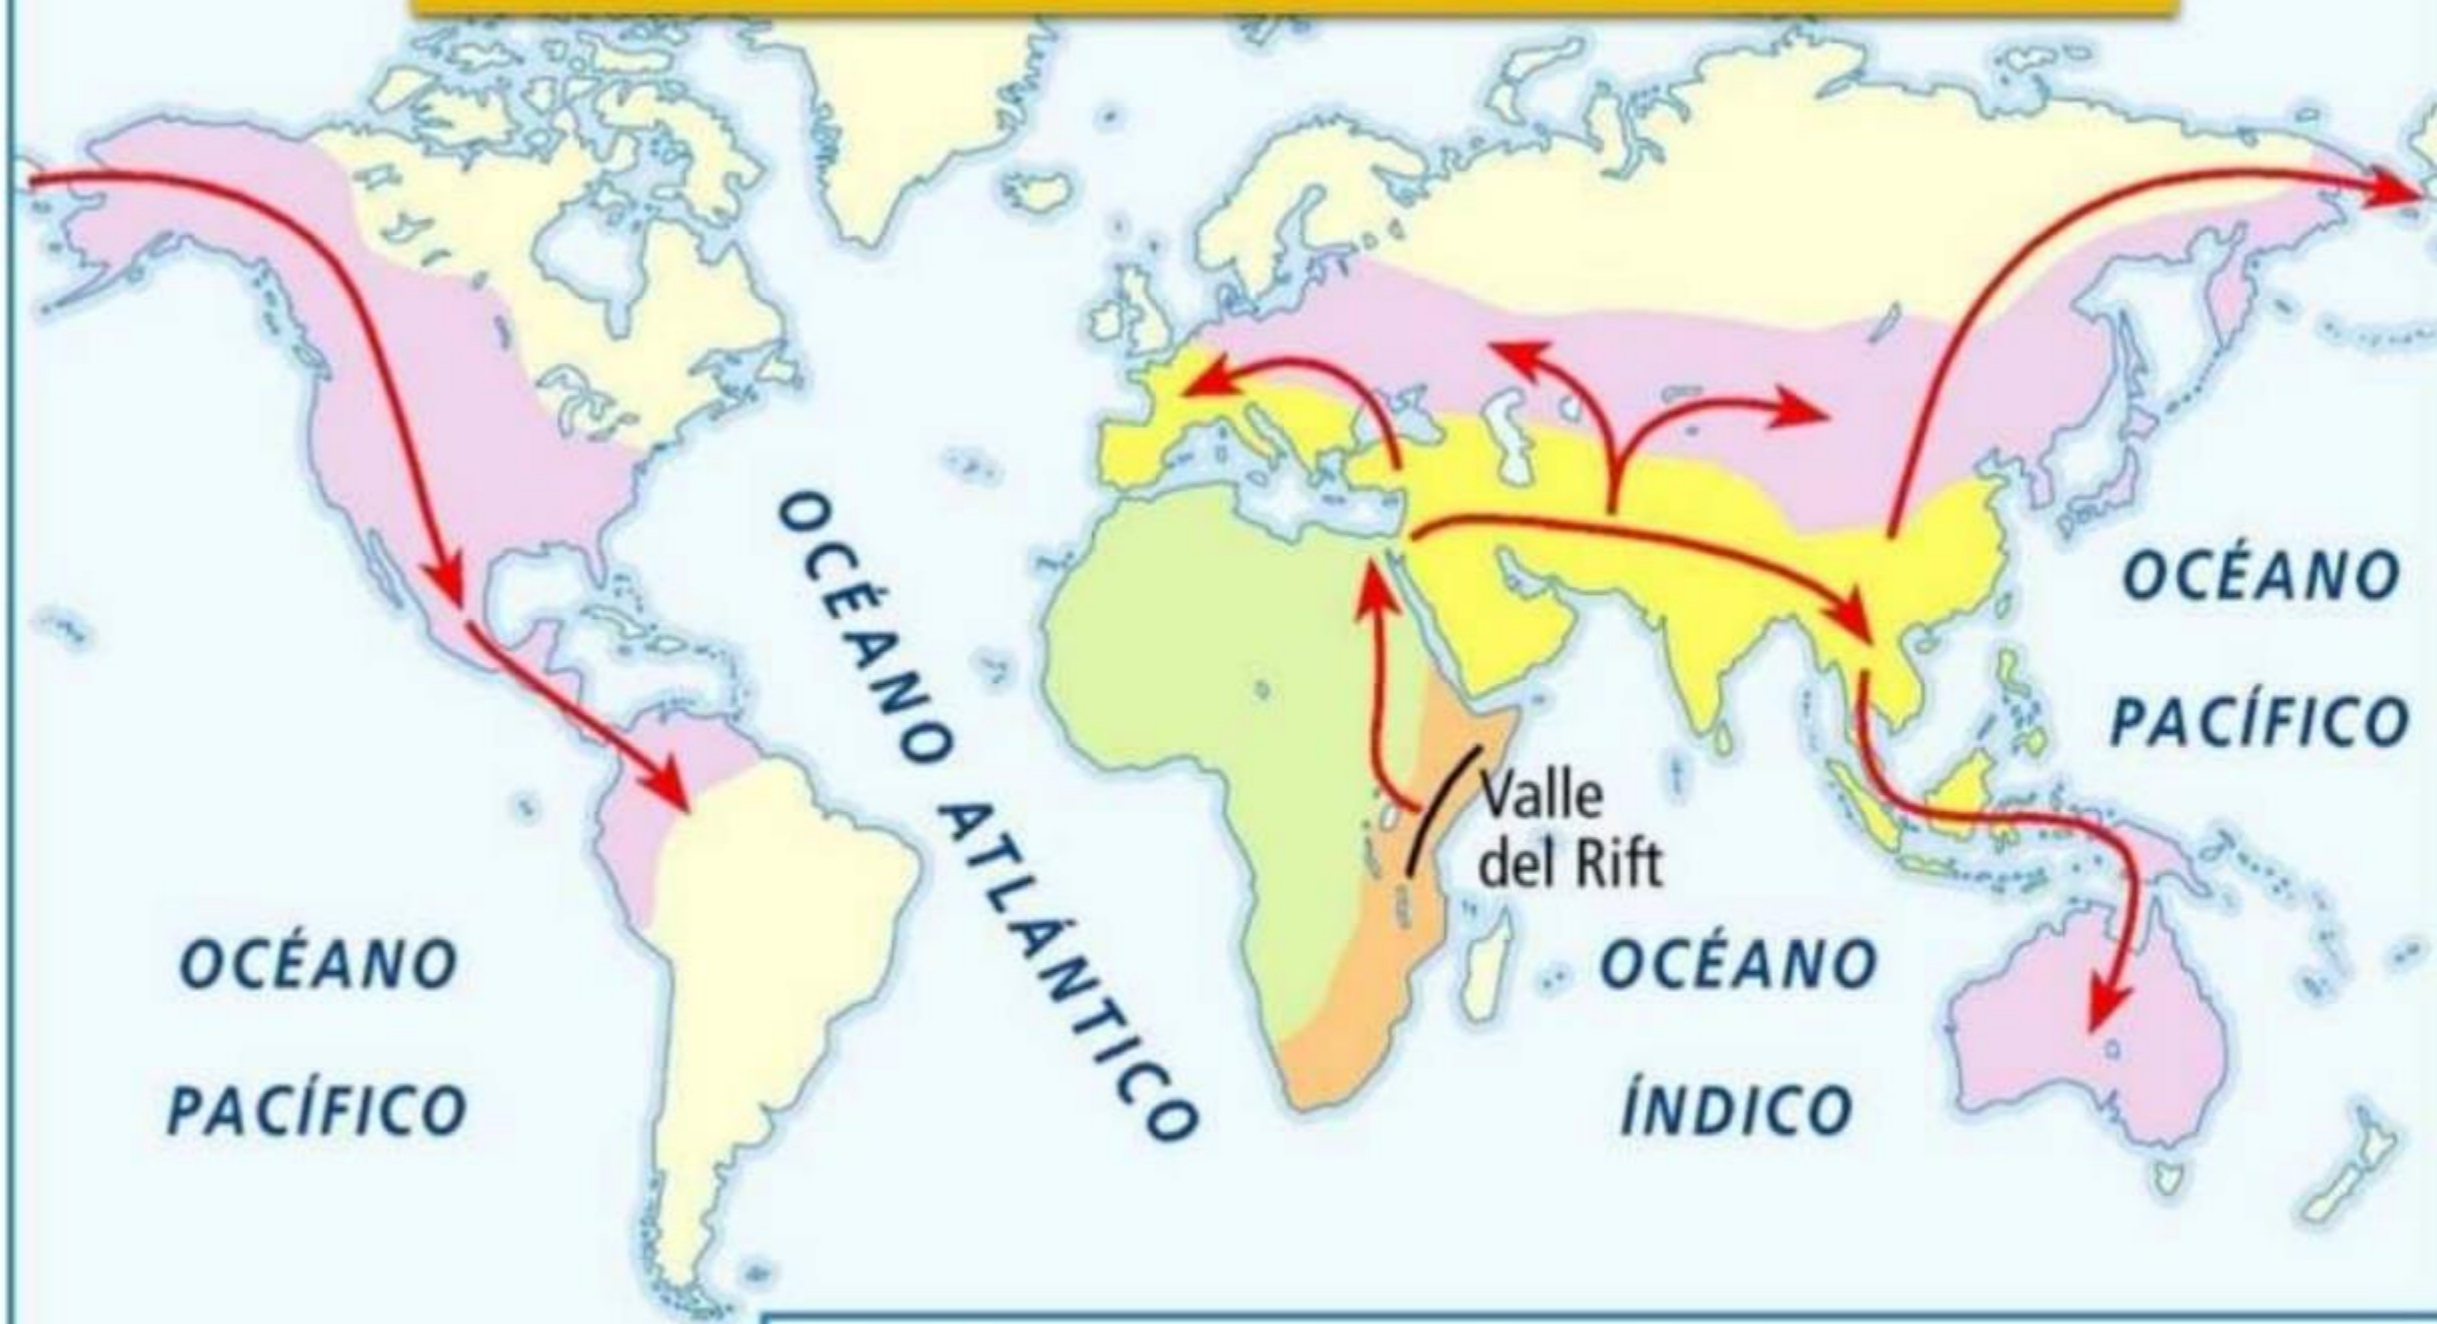 OCÉANO ATLÁNTICO
OCÉANO
PACÍFICO
Valle
del Rift
OCÉANO
PACÍFICO
OCÉANO
ÍNDICO